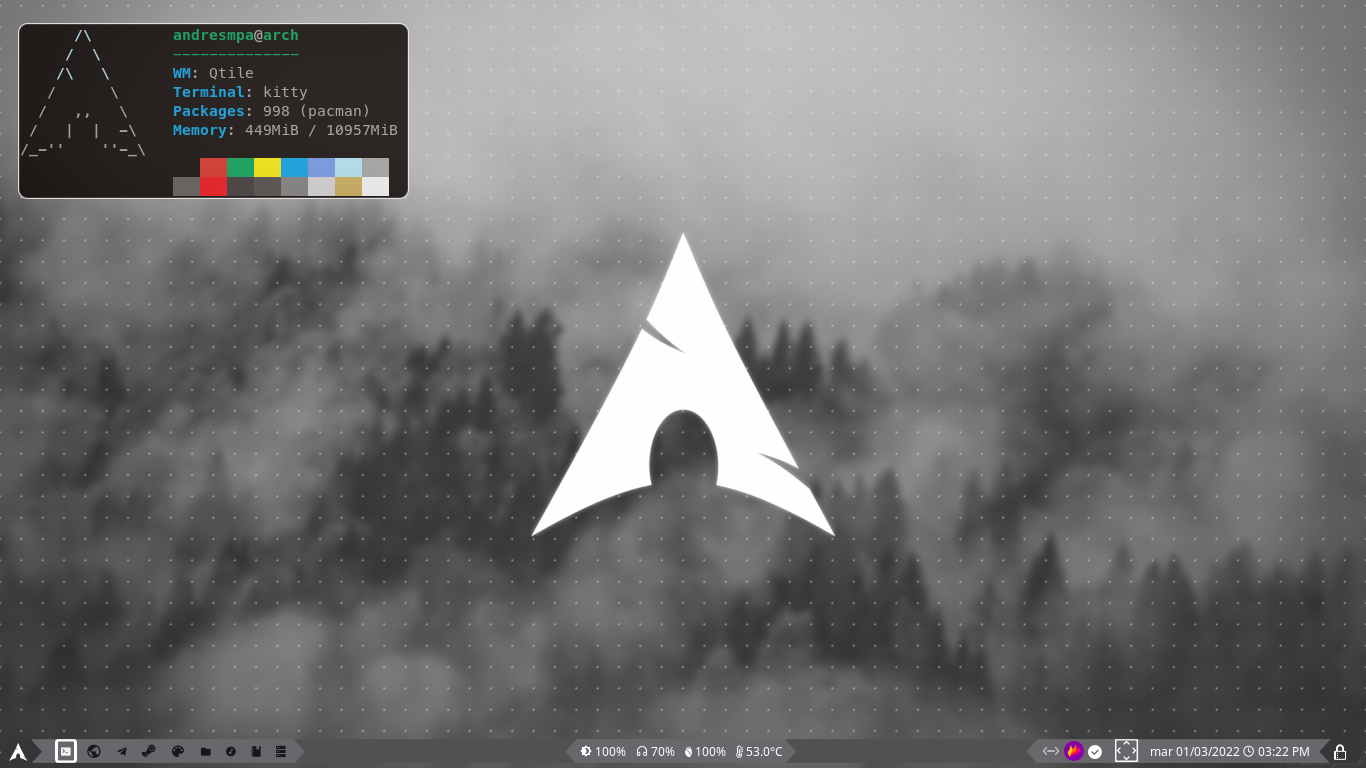 andresmpa@arch
--------------
WM: Qtile
Terminal: kitty
Packages: 998 (pacman)
Memory: 449MiB / 10957MiB
100% 70% 100% 53.0°C
mar 01/03/2022 03:22 PM